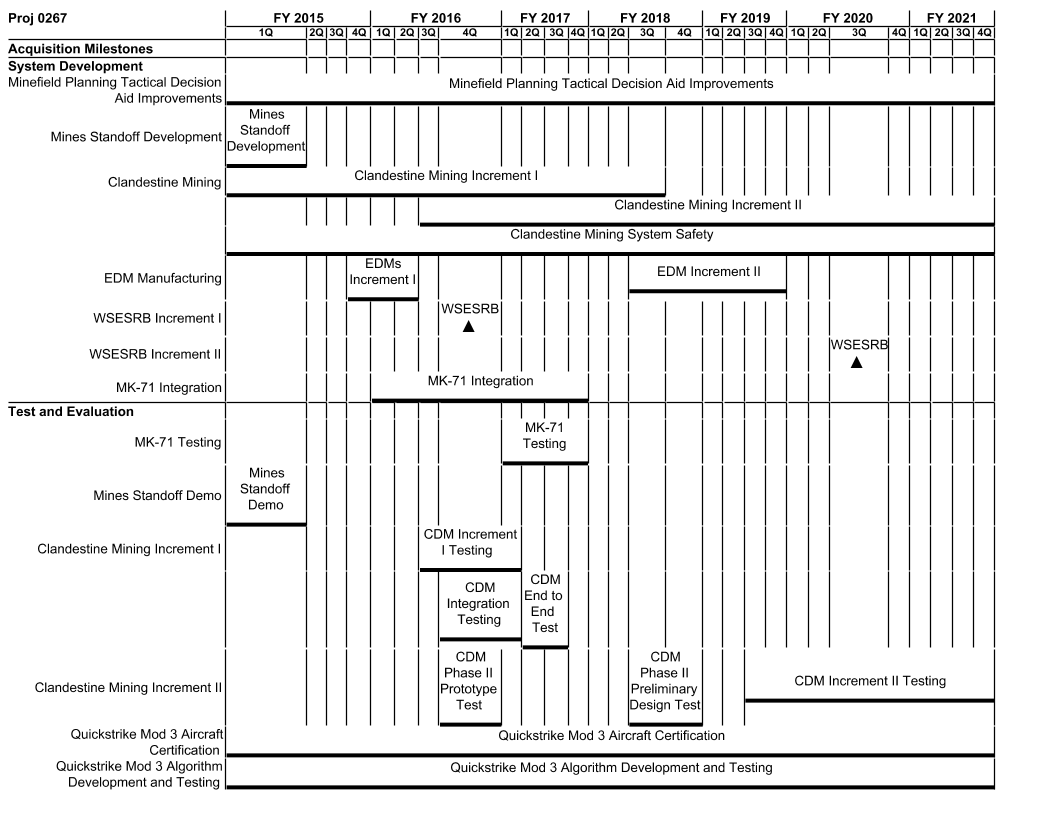 Proj 0267 FY 2015 FY 2016 FY 2017 FY 2018 FY 2019 FY 2020 FY 2021
1Q 2Q 3Q 4Q 1Q 2Q 3Q 4Q 1Q 2Q 3Q 4Q 1Q 2Q 3Q 4Q 1Q 2Q 3Q 4Q 1Q 2Q 3Q 4Q 1Q 2Q 3Q 4Q
Acquisition Milestones
System Development
Minefield Planning Tactical Decision
Aid Improvements
Minefield Planning Tactical Decision Aid Improvements
Mines Standoff Development
Mines
Standoff
Development
Clandestine Mining
Clandestine Mining Increment I
Clandestine Mining Increment II
Clandestine Mining System Safety
EDM Manufacturing
EDMs
Increment I
EDM Increment II
WSESRB Increment I
WSESRB
WSESRB Increment II
WSESRB
MK-71 Integration
MK-71 Integration
Test and Evaluation
MK-71 Testing
MK-71
Testing
Mines Standoff Demo
Mines
Standoff
Demo
Clandestine Mining Increment I
CDM Increment
I Testing
CDM
Integration
Testing
CDM
End to
End
Test
Clandestine Mining Increment II
CDM
Phase II
Prototype
Test
CDM
Phase II
Preliminary
Design Test
CDM Increment II Testing
Quickstrike Mod 3 Aircraft
Certification
Quickstrike Mod 3 Aircraft Certification
Quickstrike Mod 3 Algorithm
Development and Testing
Quickstrike Mod 3 Algorithm Development and Testing